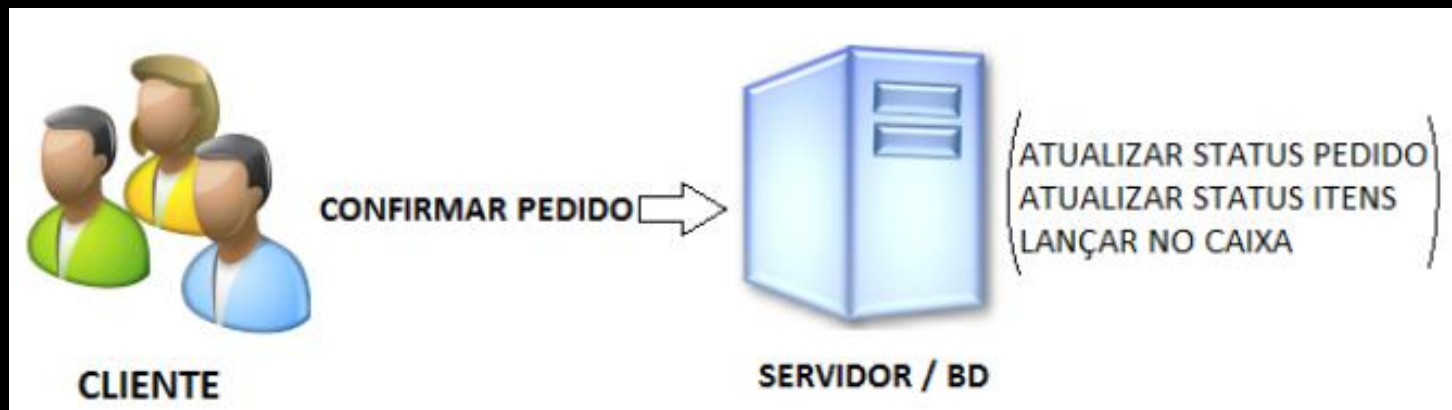 CONFIRMAR PEDIDO
ATUALIZAR STATUS PEDIDO
ATUALIZAR STATUS ITENS
LANÇAR NO CAIXA
CLIENTE
SERVIDOR / BD